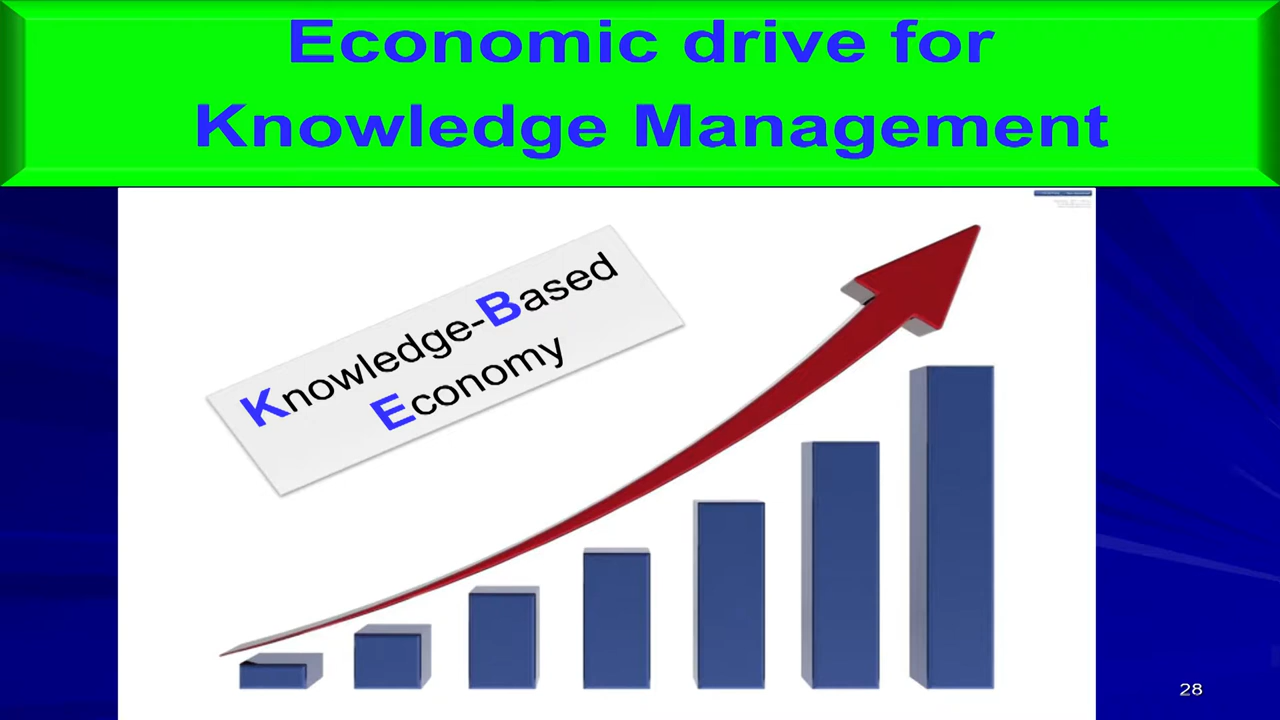 Economic drive for
Knowledge Management
Knowledge-Based
Economy
28